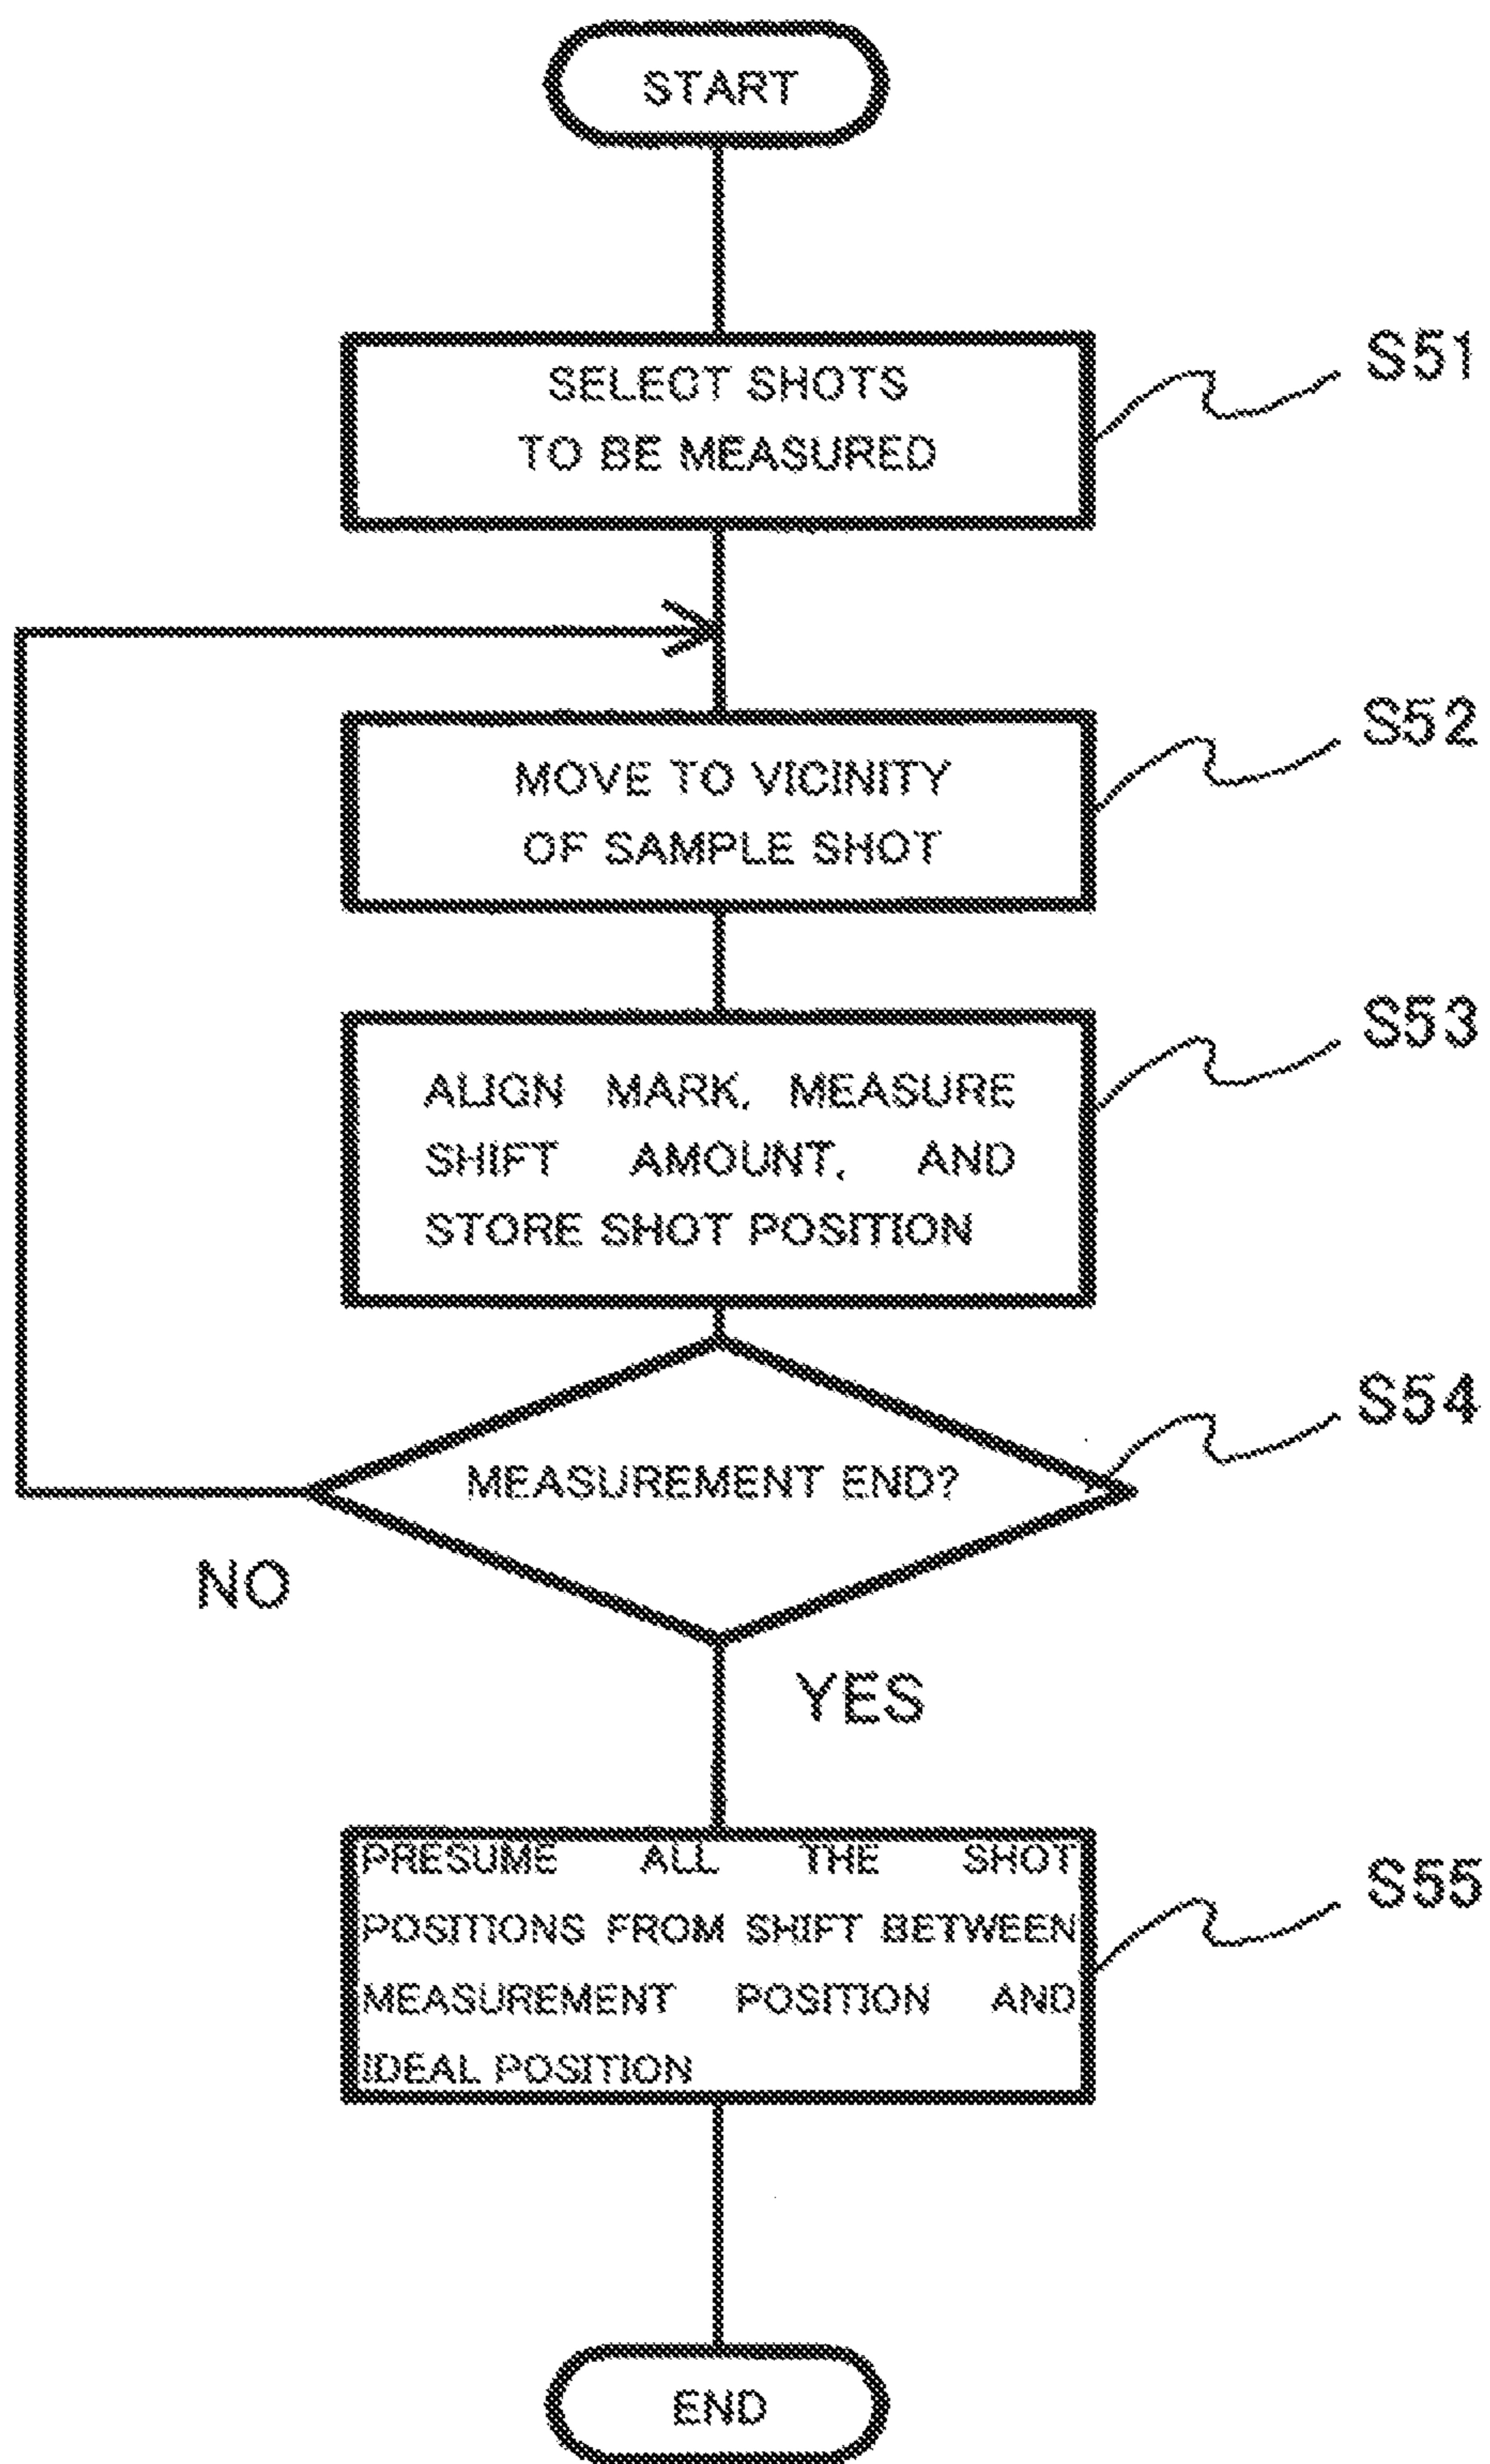 START
SELECT SHOTS
TO BE MEASURED
S51
MOVE TO VICINITY
OF SAMPLE SHOT
S52
ALIGN MARK, MEASURE
SHIFT AMOUNT, AND
STORE SHOT POSITION
S53
MEASUREMENT END?
S54
NO
YES
PRESUME ALL THE SHOT
POSITIONS FROM SHIFT BETWEEN
MEASUREMENT POSITION AND
IDEAL POSITION
S55
END